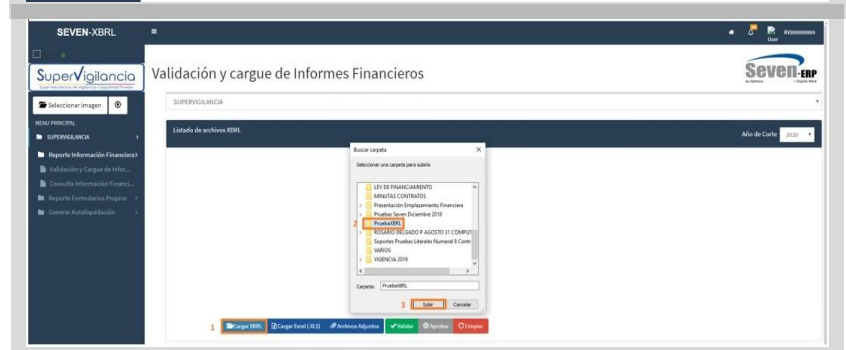 SEVEN-XBRL
User
SuperVigilancia
Validación y cargue de Informes Financieros
Seven-ERP
Seleccionar imagen
SUPERVIGILANCIA
MENU PRINCIPAL
SUPERVIGILANCIA
Listado de archivos XBRL
Año de Corte 2020
Reporte Información Financiera
Validación y Cargue de Infor...
Consulta Información Financi...
Reporte Formularios Propios
Generar Autoliquidación
Buscar carpeta
Seleccionar una carpeta para subirla
LEY DE FINANCIAMIENTO
MINUTAS CONTRATOS
Presentación Emplazamiento Financiera
Pruebas Seven Diciembre 2018
2 PruebaXBRL
ROSARIO DELGADO P AGOSTO 31 COMPUT
Soportes Pruebas Literales Numeral 3 Contr
VARIOS
VIGENCIA 2019
Carpeta: PruebaXBRL
3 Subir Cancelar
1 Cargar XBRL Cargar Excel (.XLS) Archivos Adjuntos Validar Aprobar Limpiar